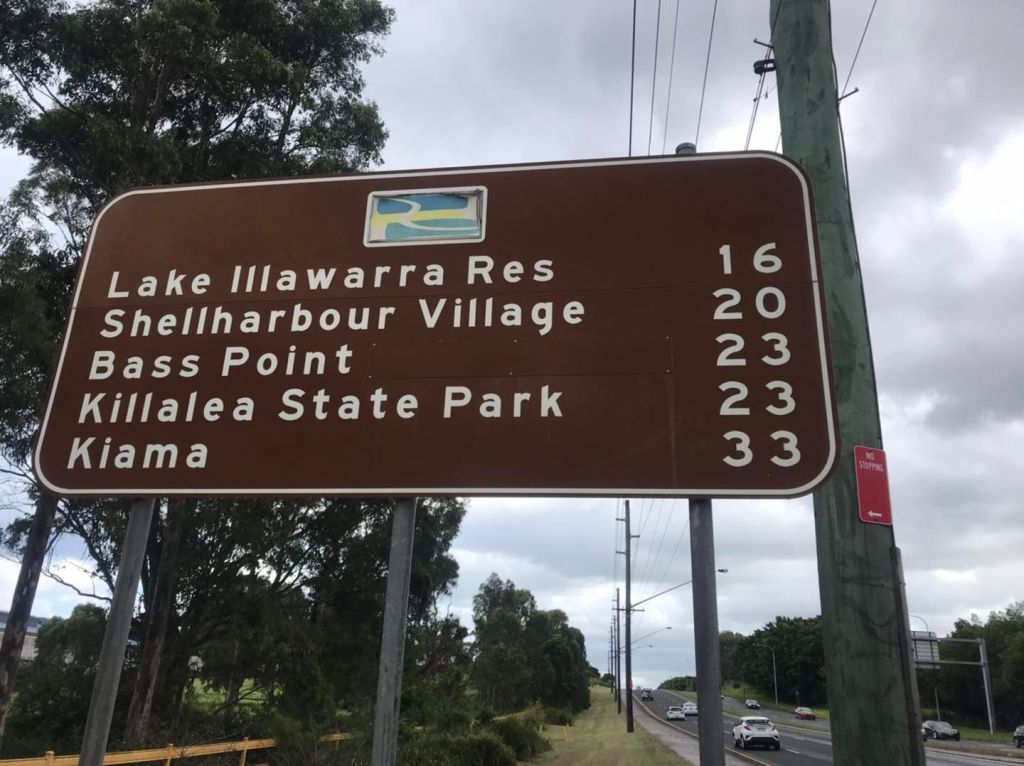 Lake Illawarra Res 16
Shellharbour Village 20
Bass Point 23
Killalea State Park 23
Kiama 33
NO
STOPPING